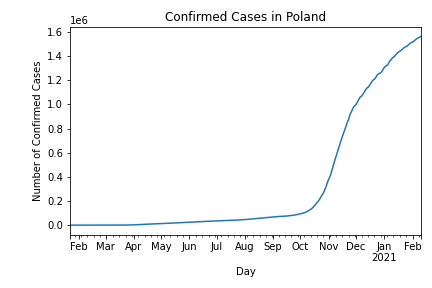 Confirmed Cases in Poland
1e6
1.6
1.4
1.2
1.0
0.8
0.6
0.4
0.2
0.0
Number of Confirmed Cases
Feb Mar Apr May Jun Jul Aug Sep Oct Nov Dec Jan Feb
2021
Day